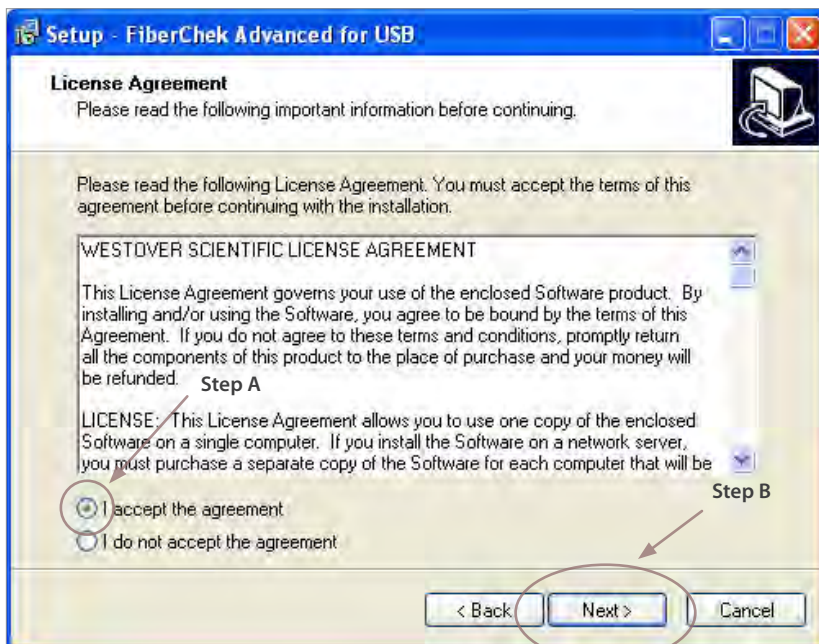 Setup - FiberChek Advanced for USB
License Agreement
Please read the following important information before continuing.
Please read the following License Agreement. You must accept the terms of this
agreement before continuing with the installation.
WESTOVER SCIENTIFIC LICENSE AGREEMENT
This License Agreement governs your use of the enclosed Software product. By
installing and/or using the Software, you agree to be bound by the terms of this
Agreement. If you do not agree to these terms and conditions, promptly return
all the components of this product to the place of purchase and your money will
be refunded.
Step A
LICENSE: This License Agreement allows you to use one copy of the enclosed
Software on a single computer. If you install the Software on a network server,
you must purchase a separate copy of the Software for each computer that will be
Step B
I accept the agreement
I do not accept the agreement
< Back
Next >
Cancel